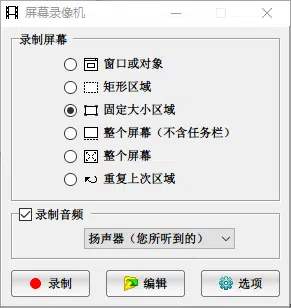 屏幕录像机
录制屏幕
窗口或对象
矩形区域
固定大小区域
整个屏幕（不含任务栏）
整个屏幕
重复上次区域
录制音频
扬声器（您所听到的）
录制
编辑
选项